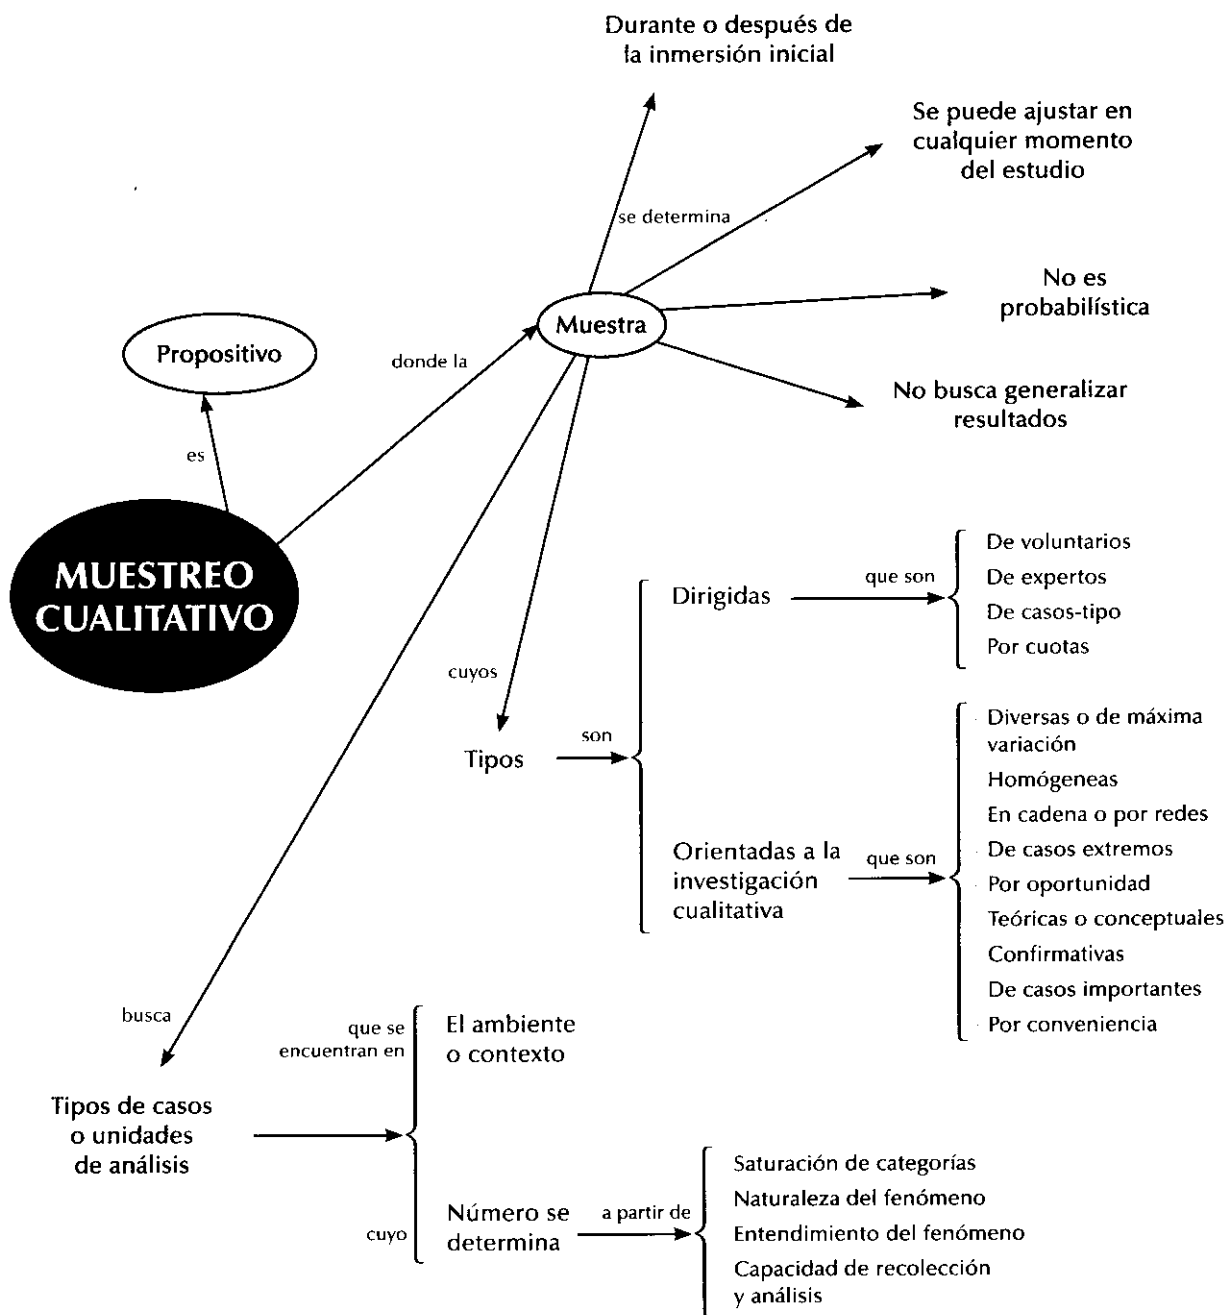 Durante o después de
la inmersión inicial
Se puede ajustar en
cualquier momento
del estudio
se determina
No es
probabilística
Muestra
Propositivo
donde la
No busca generalizar
resultados
es
MUESTREO
CUALITATIVO
cuyos
Tipos
son
Dirigidas
que son
De voluntarios
De expertos
De casos-tipo
Por cuotas
Orientadas a la
investigación
cualitativa
que son
Diversas o de máxima
variación
Homógeneas
En cadena o por redes
De casos extremos
Por oportunidad
Teóricas o conceptuales
Confirmativas
De casos importantes
Por conveniencia
busca
Tipos de casos
o unidades
de análisis
que se
encuentran en
El ambiente
o contexto
cuyo
Número se
determina
a partir de
Saturación de categorías
Naturaleza del fenómeno
Entendimiento del fenómeno
Capacidad de recolección
y análisis